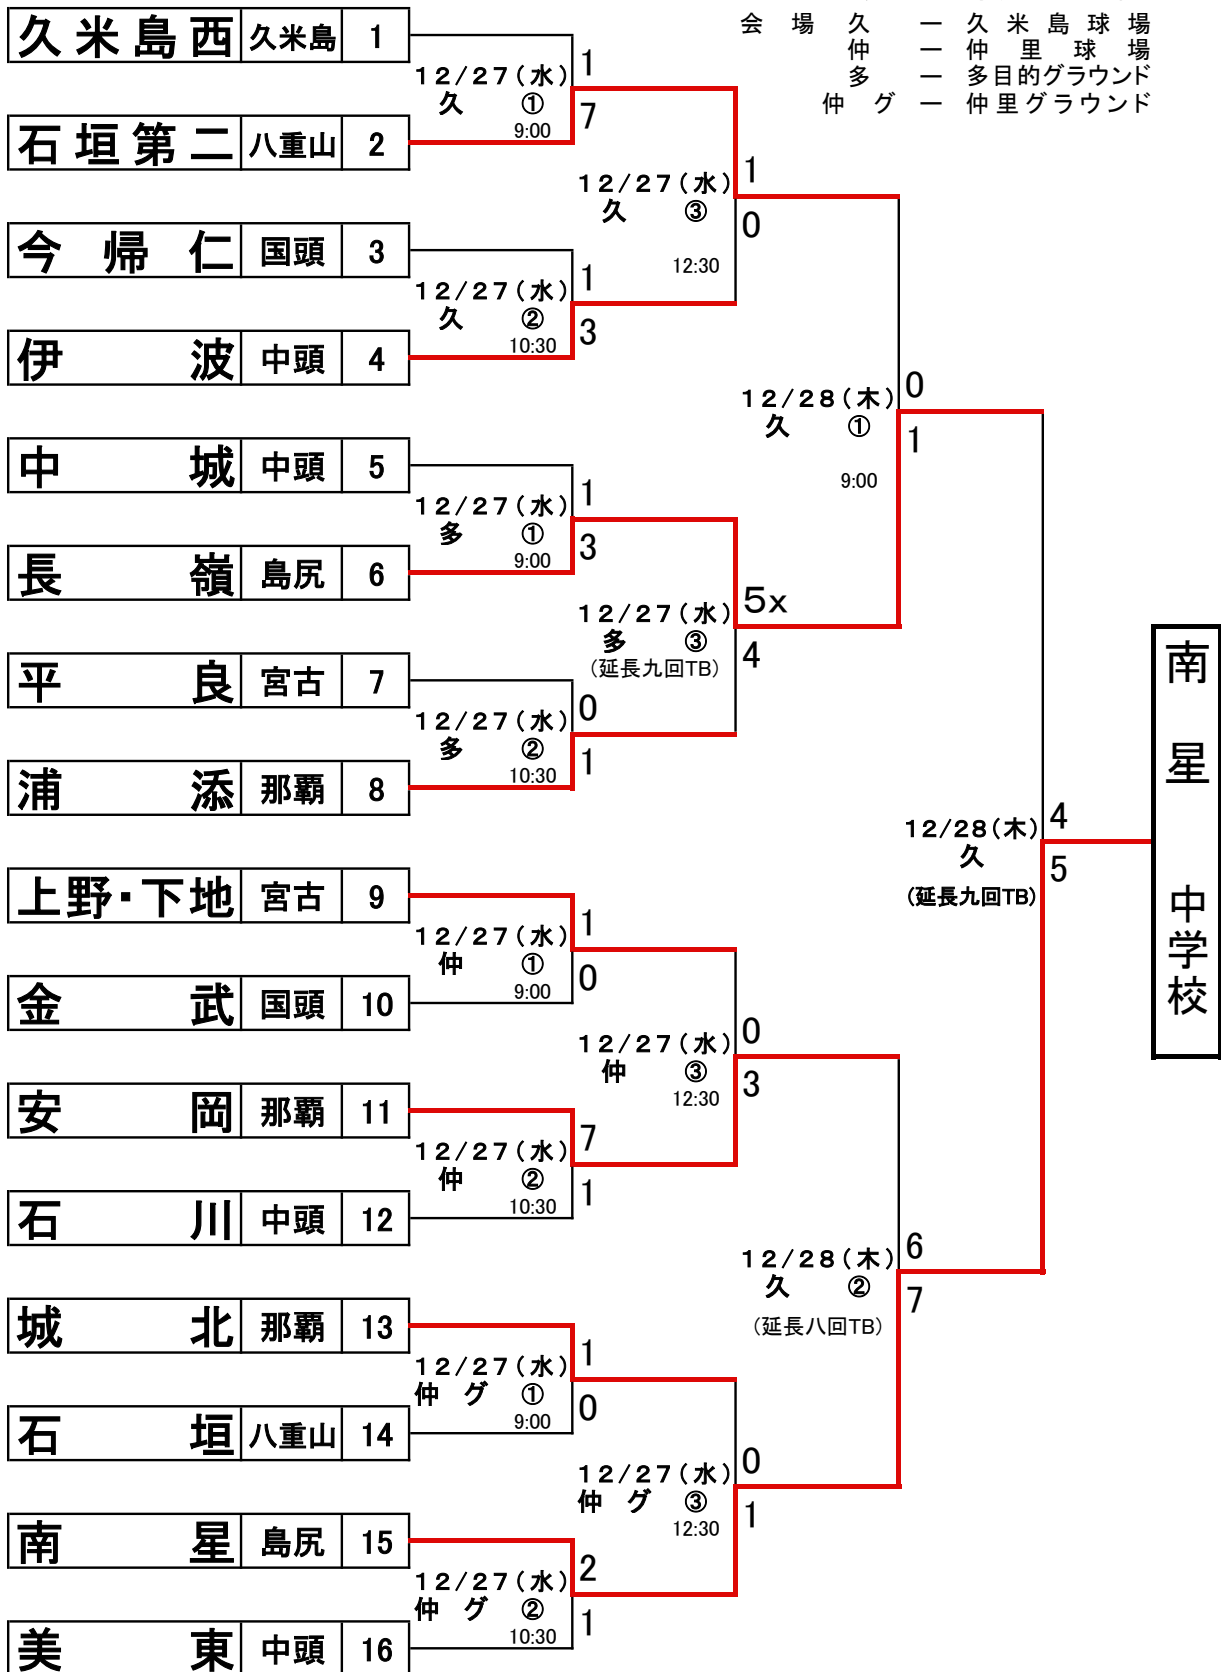 会場 久 ー 久米島球場
仲 ー 仲里球場
多 ー 多目的グラウンド
仲グ ー 仲里グラウンド
久米島西 久米島 1
12/27(水) 1
久 ①
9:00 7
石垣第二 八重山 2
12/27(水) 1
久 ③ 0
12:30
今帰仁 国頭 3
12/27(水) 1
久 ②
10:30 3
伊波 中頭 4
12/28(木) 0
久 ① 1
9:00
中城 中頭 5
12/27(水) 1
多 ①
9:00 3
長嶺 島尻 6
12/27(水) 5x
多 ③ 4
(延長九回TB)
平良 宮古 7
12/27(水) 0
多 ②
10:30 1
浦添 那覇 8
12/28(木) 4
久 5
(延長九回TB)
南星中学校
上野・下地 宮古 9
12/27(水) 1
仲 ① 0
9:00
金武 国頭 10
12/27(水) 0
仲 ③ 3
12:30
安岡 那覇 11
12/27(水) 7
仲 ② 1
10:30
石川 中頭 12
12/28(木) 6
久 ② 7
(延長八回TB)
城北 那覇 13
12/27(水) 1
仲グ ① 0
9:00
石垣 八重山 14
12/27(水) 0
仲グ ③ 1
12:30
南星 島尻 15
12/27(水) 2
仲グ ② 1
10:30
美東 中頭 16